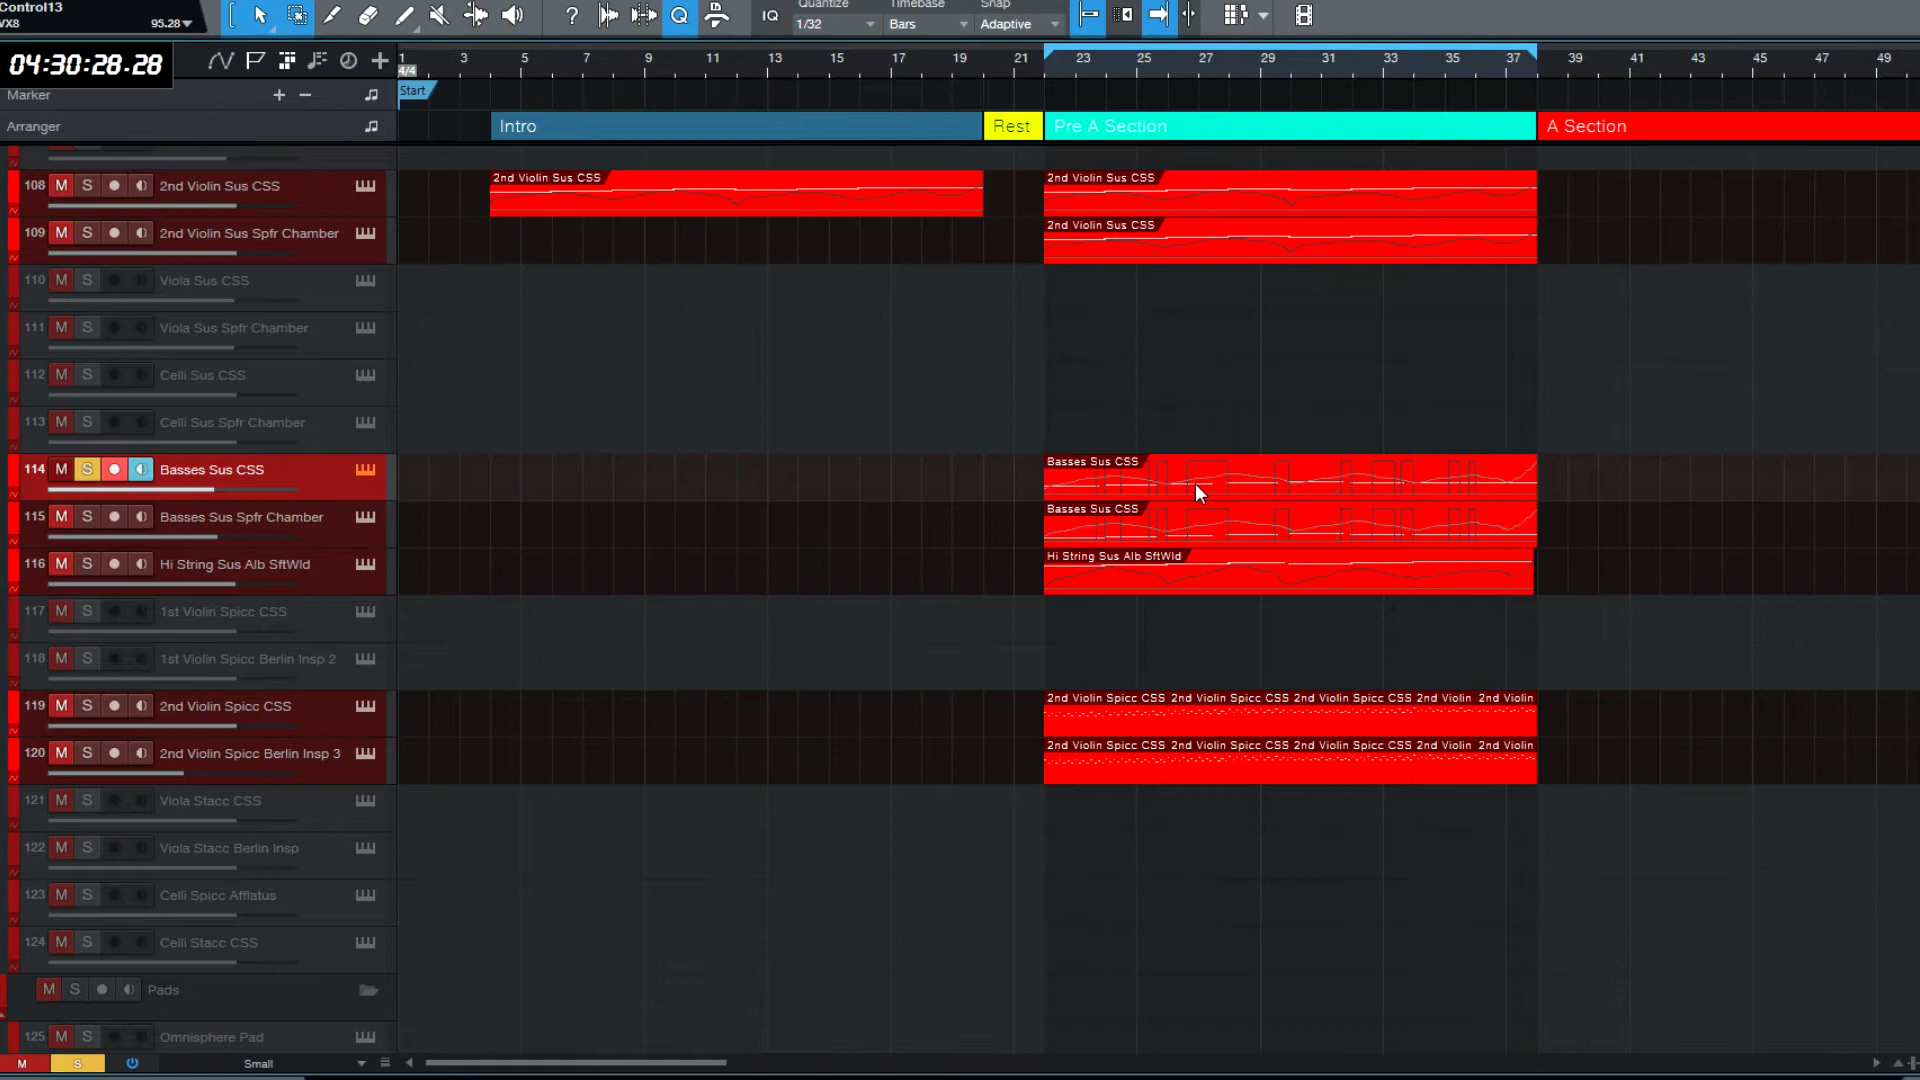 Control13
VX8 95.28
Quantize
1/32
Timebase
Bars
Snap
Adaptive
IQ
04:30:28.28
1 3 5 7 9 11 13 15 17 19 21 23 25 27 29 31 33 35 37 39 41 43 45 47 49
4/4
Marker
Start
Arranger
Intro Rest Pre A Section A Section
108 M S 2nd Violin Sus CSS
2nd Violin Sus CSS 2nd Violin Sus CSS
109 M S 2nd Violin Sus Spfr Chamber
2nd Violin Sus CSS
110 M S Viola Sus CSS
111 M S Viola Sus Spfr Chamber
112 M S Celli Sus CSS
113 M S Celli Sus Spfr Chamber
114 M S Basses Sus CSS
Basses Sus CSS
115 M S Basses Sus Spfr Chamber
Basses Sus CSS
116 M S Hi String Sus Alb SftWld
Hi String Sus Alb SftWld
117 M S 1st Violin Spicc CSS
118 M S 1st Violin Spicc Berlin Insp 2
119 M S 2nd Violin Spicc CSS
2nd Violin Spicc CSS 2nd Violin Spicc CSS 2nd Violin Spicc CSS 2nd Violin 2nd Violin
120 M S 2nd Violin Spicc Berlin Insp 3
2nd Violin Spicc CSS 2nd Violin Spicc CSS 2nd Violin Spicc CSS 2nd Violin 2nd Violin
121 M S Viola Stacc CSS
122 M S Viola Stacc Berlin Insp
123 M S Celli Spicc Afflatus
124 M S Celli Stacc CSS
M S Pads
125 M S Omnisphere Pad
M S Small